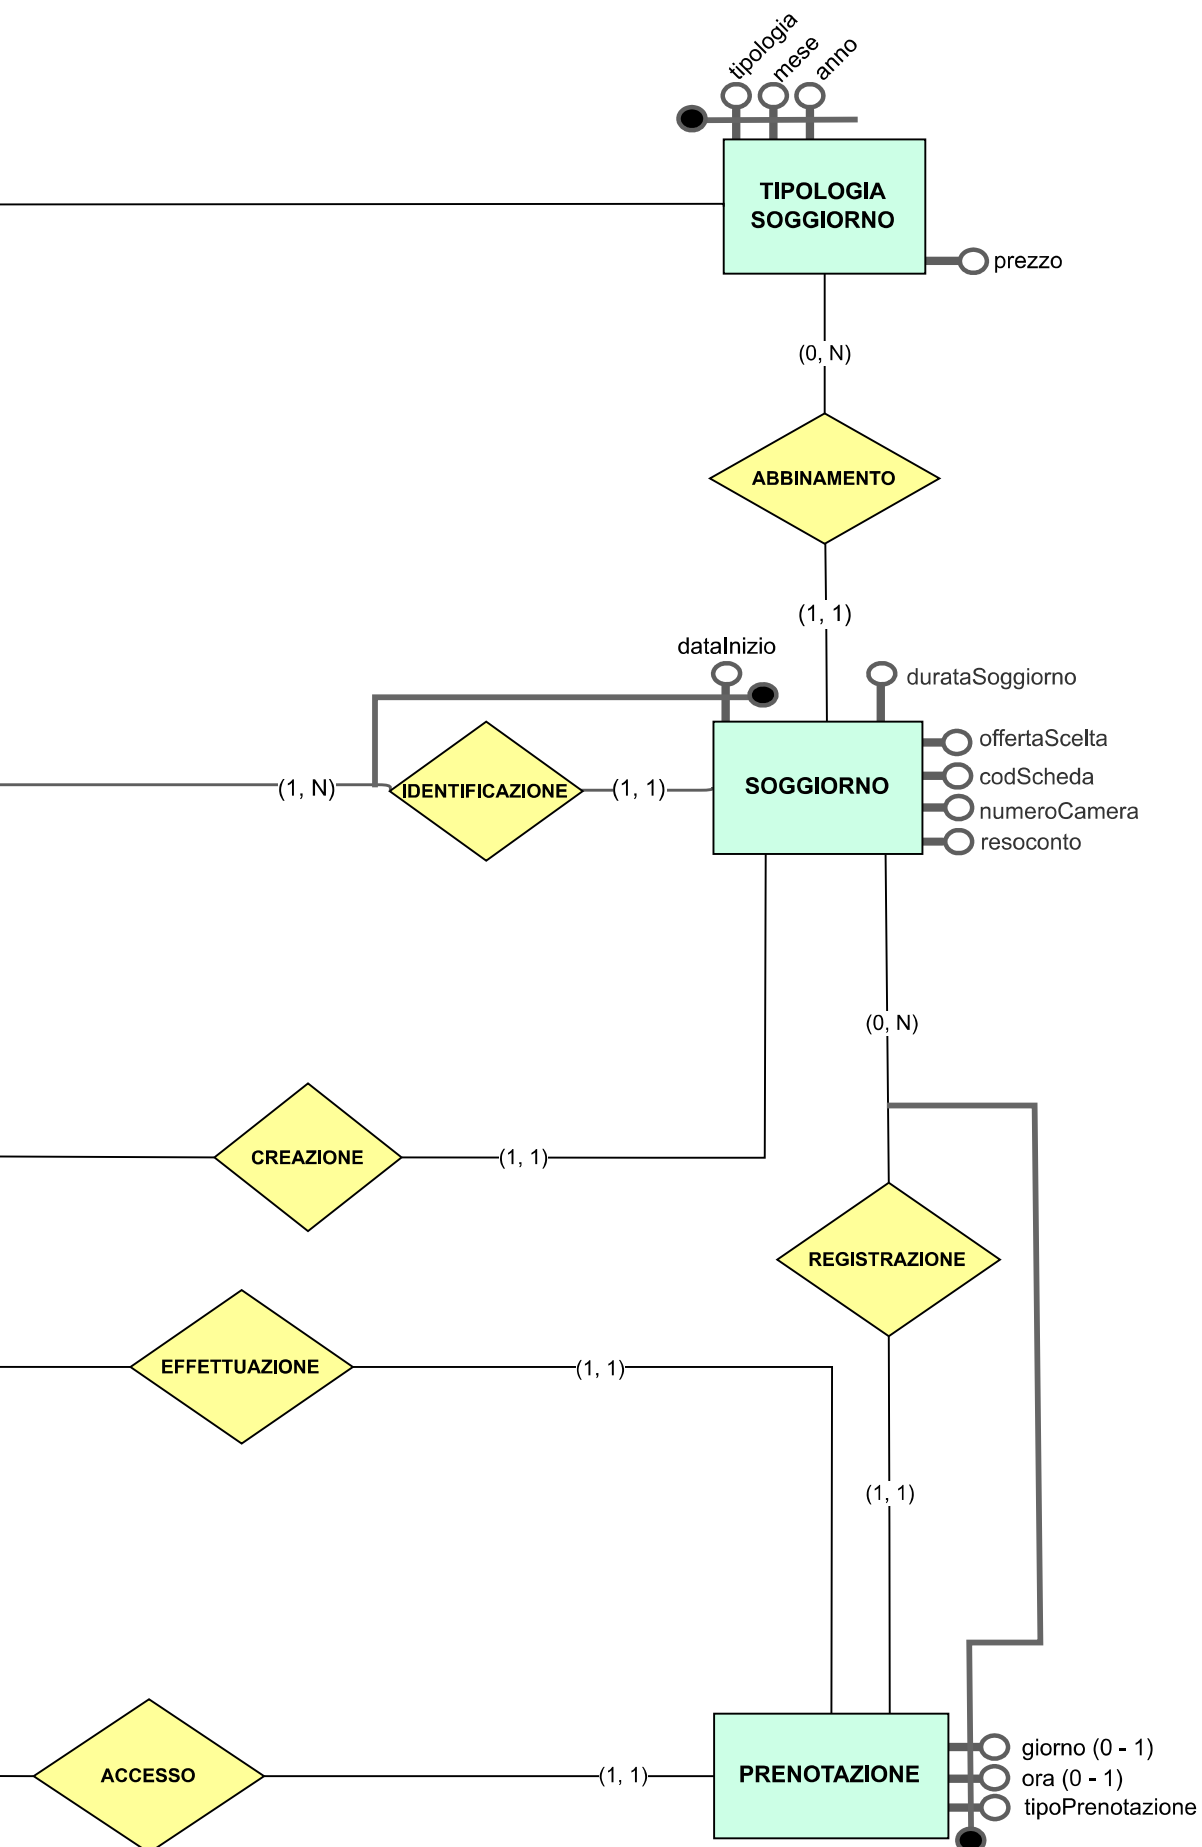 tipologia
mese
anno
TIPOLOGIA
SOGGIORNO
prezzo
(0, N)
ABBINAMENTO
(1, 1)
dataInizio
durataSoggiorno
offertaScelta
codScheda
numeroCamera
resoconto
(1, N)
IDENTIFICAZIONE
(1, 1)
SOGGIORNO
(0, N)
CREAZIONE
(1, 1)
REGISTRAZIONE
EFFETTUAZIONE
(1, 1)
(1, 1)
ACCESSO
(1, 1)
PRENOTAZIONE
giorno (0 - 1)
ora (0 - 1)
tipoPrenotazione